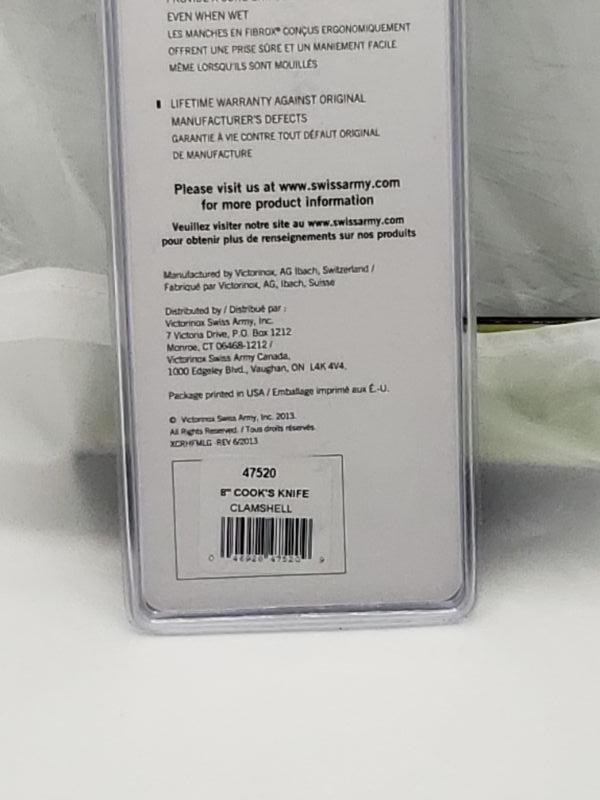 EVEN WHEN WET
LES MANCHES EN FIBROX® CONÇUS ERGONOMIQUEMENT
OFFRENT UNE PRISE SÛRE ET UN MANIEMENT FACILE
MÊME LORSQU'ILS SONT MOUILLÉS
LIFETIME WARRANTY AGAINST ORIGINAL
MANUFACTURER'S DEFECTS
GARANTIE À VIE CONTRE TOUT DÉFAUT ORIGINAL
DE MANUFACTURE
Please visit us at www.swissarmy.com
for more product information
Veuillez visiter notre site au www.swissarmy.com
pour obtenir plus de renseignements sur nos produits
Manufactured by Victorinox, AG Ibach, Switzerland /
Fabriqué par Victorinox, AG, Ibach, Suisse
Distributed by / Distribué par :
Victorinox Swiss Army, Inc.
7 Victoria Drive, P.O. Box 1212
Monroe, CT 06468-1212 /
Victorinox Swiss Army Canada,
1000 Edgeley Blvd., Vaughan, ON L4K 4V4.
Package printed in USA / Emballage imprimé aux É.-U.
© Victorinox Swiss Army, Inc. 2013.
All Rights Reserved. / Tous droits réservés.
XCRHFMLG REV 6/2013
47520
8" COOK'S KNIFE
CLAMSHELL
0 46928 47520 9